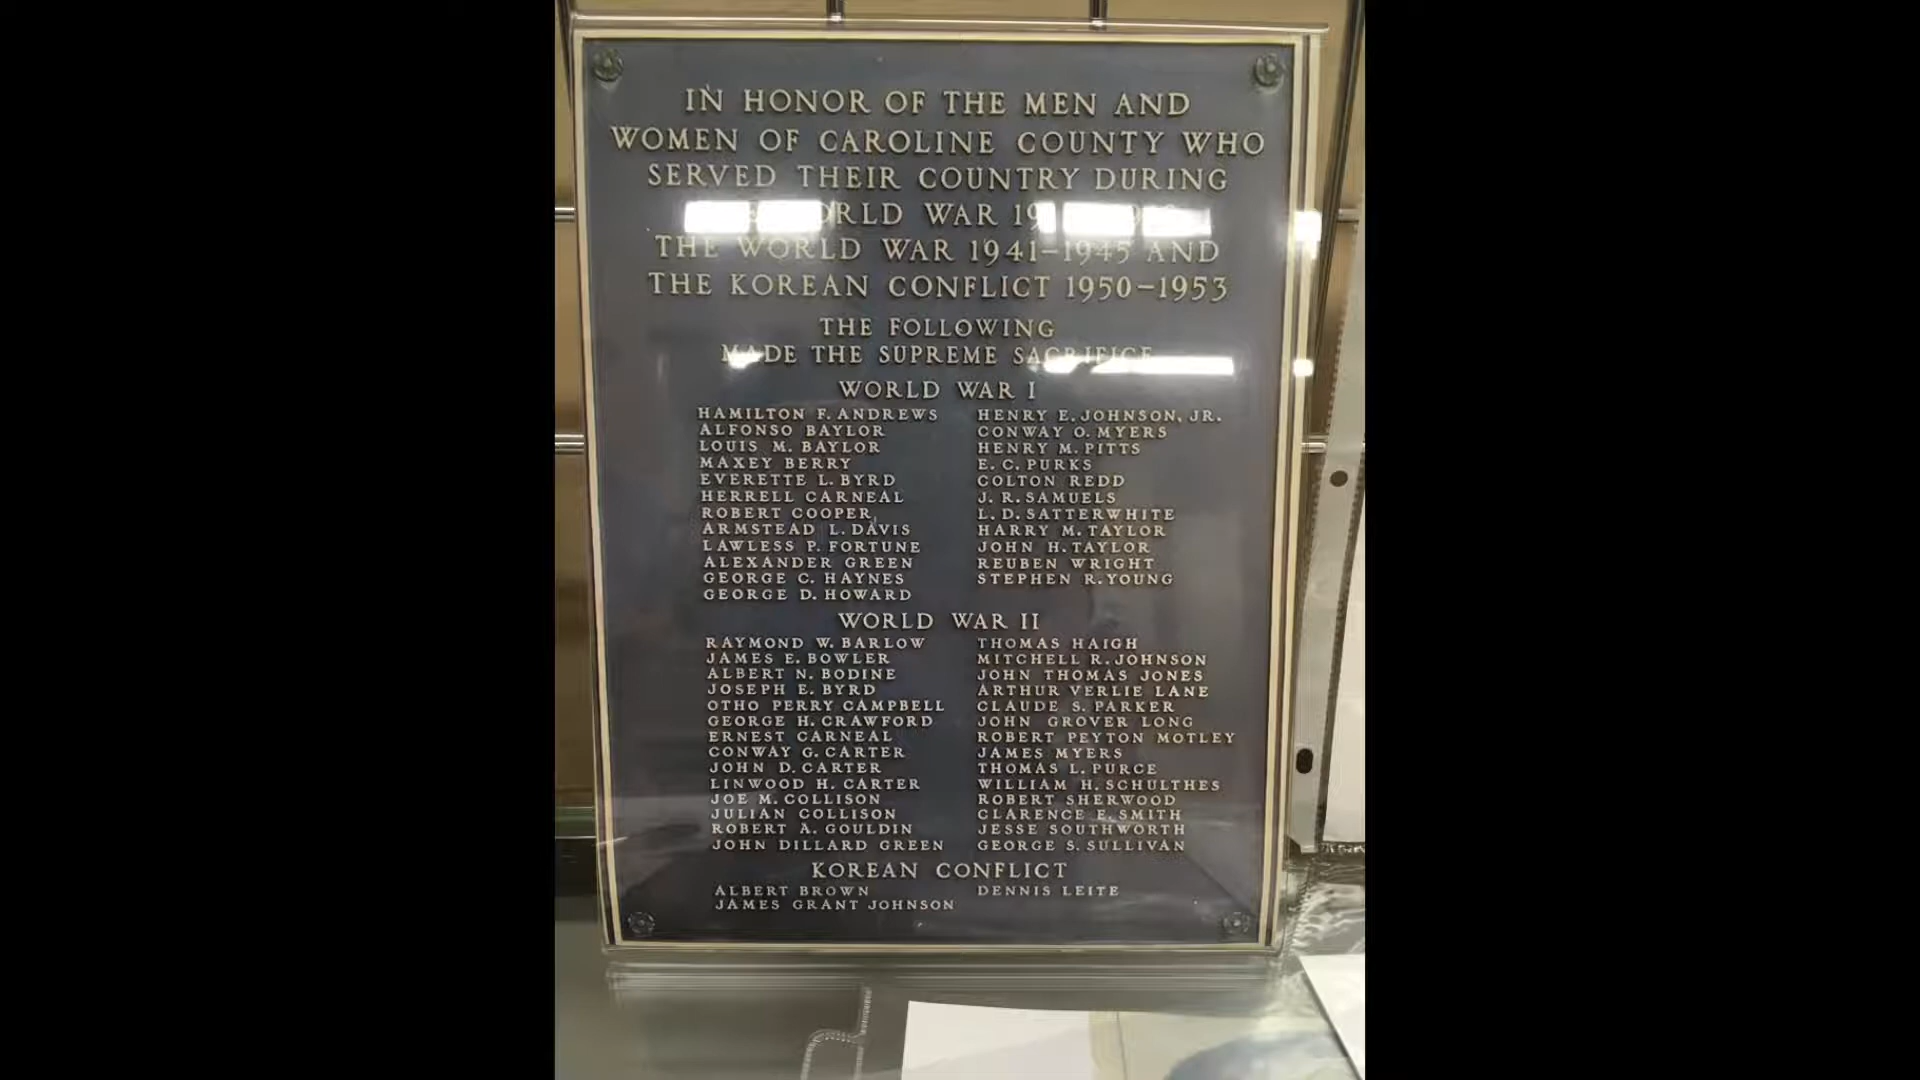 IN HONOR OF THE MEN AND
WOMEN OF CAROLINE COUNTY WHO
SERVED THEIR COUNTRY DURING
WORLD WAR
THE WORLD WAR 1941-1945 AND
THE KOREAN CONFLICT 1950-1953
THE FOLLOWING
MADE THE SUPREME SACRIFICE
WORLD WAR I
HAMILTON F. ANDREWS HENRY E. JOHNSON, JR.
ALFONSO BAYLOR CONWAY O. MYERS
LOUIS M. BAYLOR HENRY M. PITTS
MAXEY BERRY E. C. PURKS
EVERETTE L. BYRD COLTON REDD
HERRELL CARNEAL J. R. SAMUELS
ROBERT COOPER L. D. SATTERWHITE
ARMSTEAD L. DAVIS HARRY M. TAYLOR
LAWLESS P. FORTUNE JOHN H. TAYLOR
ALEXANDER GREEN REUBEN WRIGHT
GEORGE C. HAYNES STEPHEN R. YOUNG
GEORGE D. HOWARD
WORLD WAR II
RAYMOND W. BARLOW THOMAS HAIGH
JAMES E. BOWLER MITCHELL R. JOHNSON
ALBERT N. BODINE JOHN THOMAS JONES
JOSEPH E. BYRD ARTHUR VERLIE LANE
OTHO PERRY CAMPBELL CLAUDE S. PARKER
GEORGE H. CRAWFORD JOHN GROVER LONG
ERNEST CARNEAL ROBERT PEYTON MOTLEY
CONWAY G. CARTER JAMES MYERS
JOHN D. CARTER THOMAS L. PURCE
LINWOOD H. CARTER WILLIAM H. SCHULTHES
JOE M. COLLISON ROBERT SHERWOOD
JULIAN COLLISON CLARENCE E. SMITH
ROBERT A. GOULDIN JESSE SOUTHWORTH
JOHN DILLARD GREEN GEORGE S. SULLIVAN
KOREAN CONFLICT
ALBERT BROWN DENNIS LEITE
JAMES GRANT JOHNSON